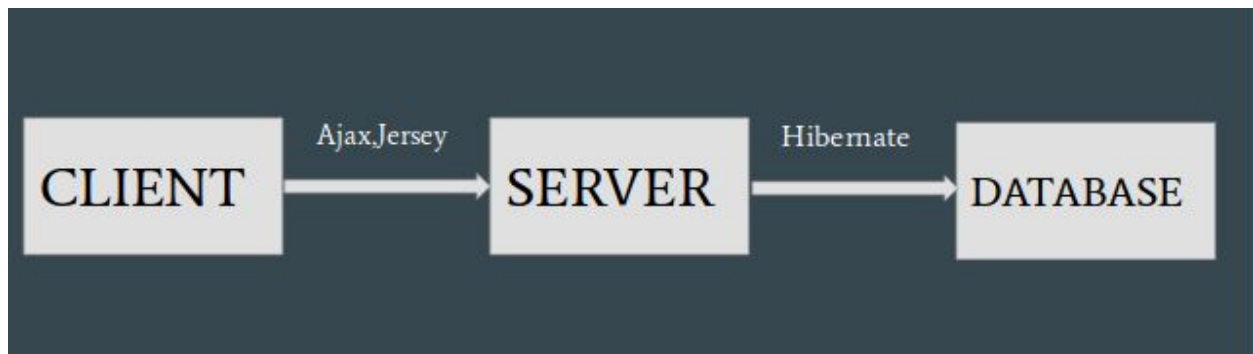 Ajax,Jersey
Hibernate
CLIENT
SERVER
DATABASE